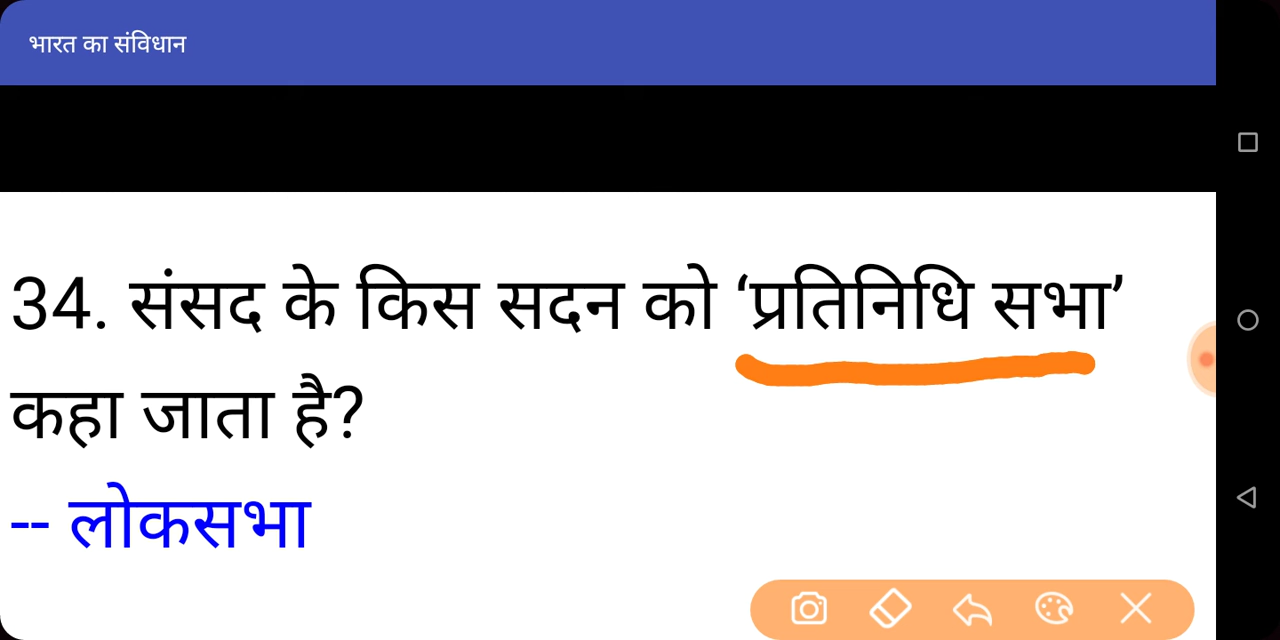 भारत का संविधान
34. संसद के किस सदन को ‘प्रतिनिधि सभा’
कहा जाता है?
-- लोकसभा